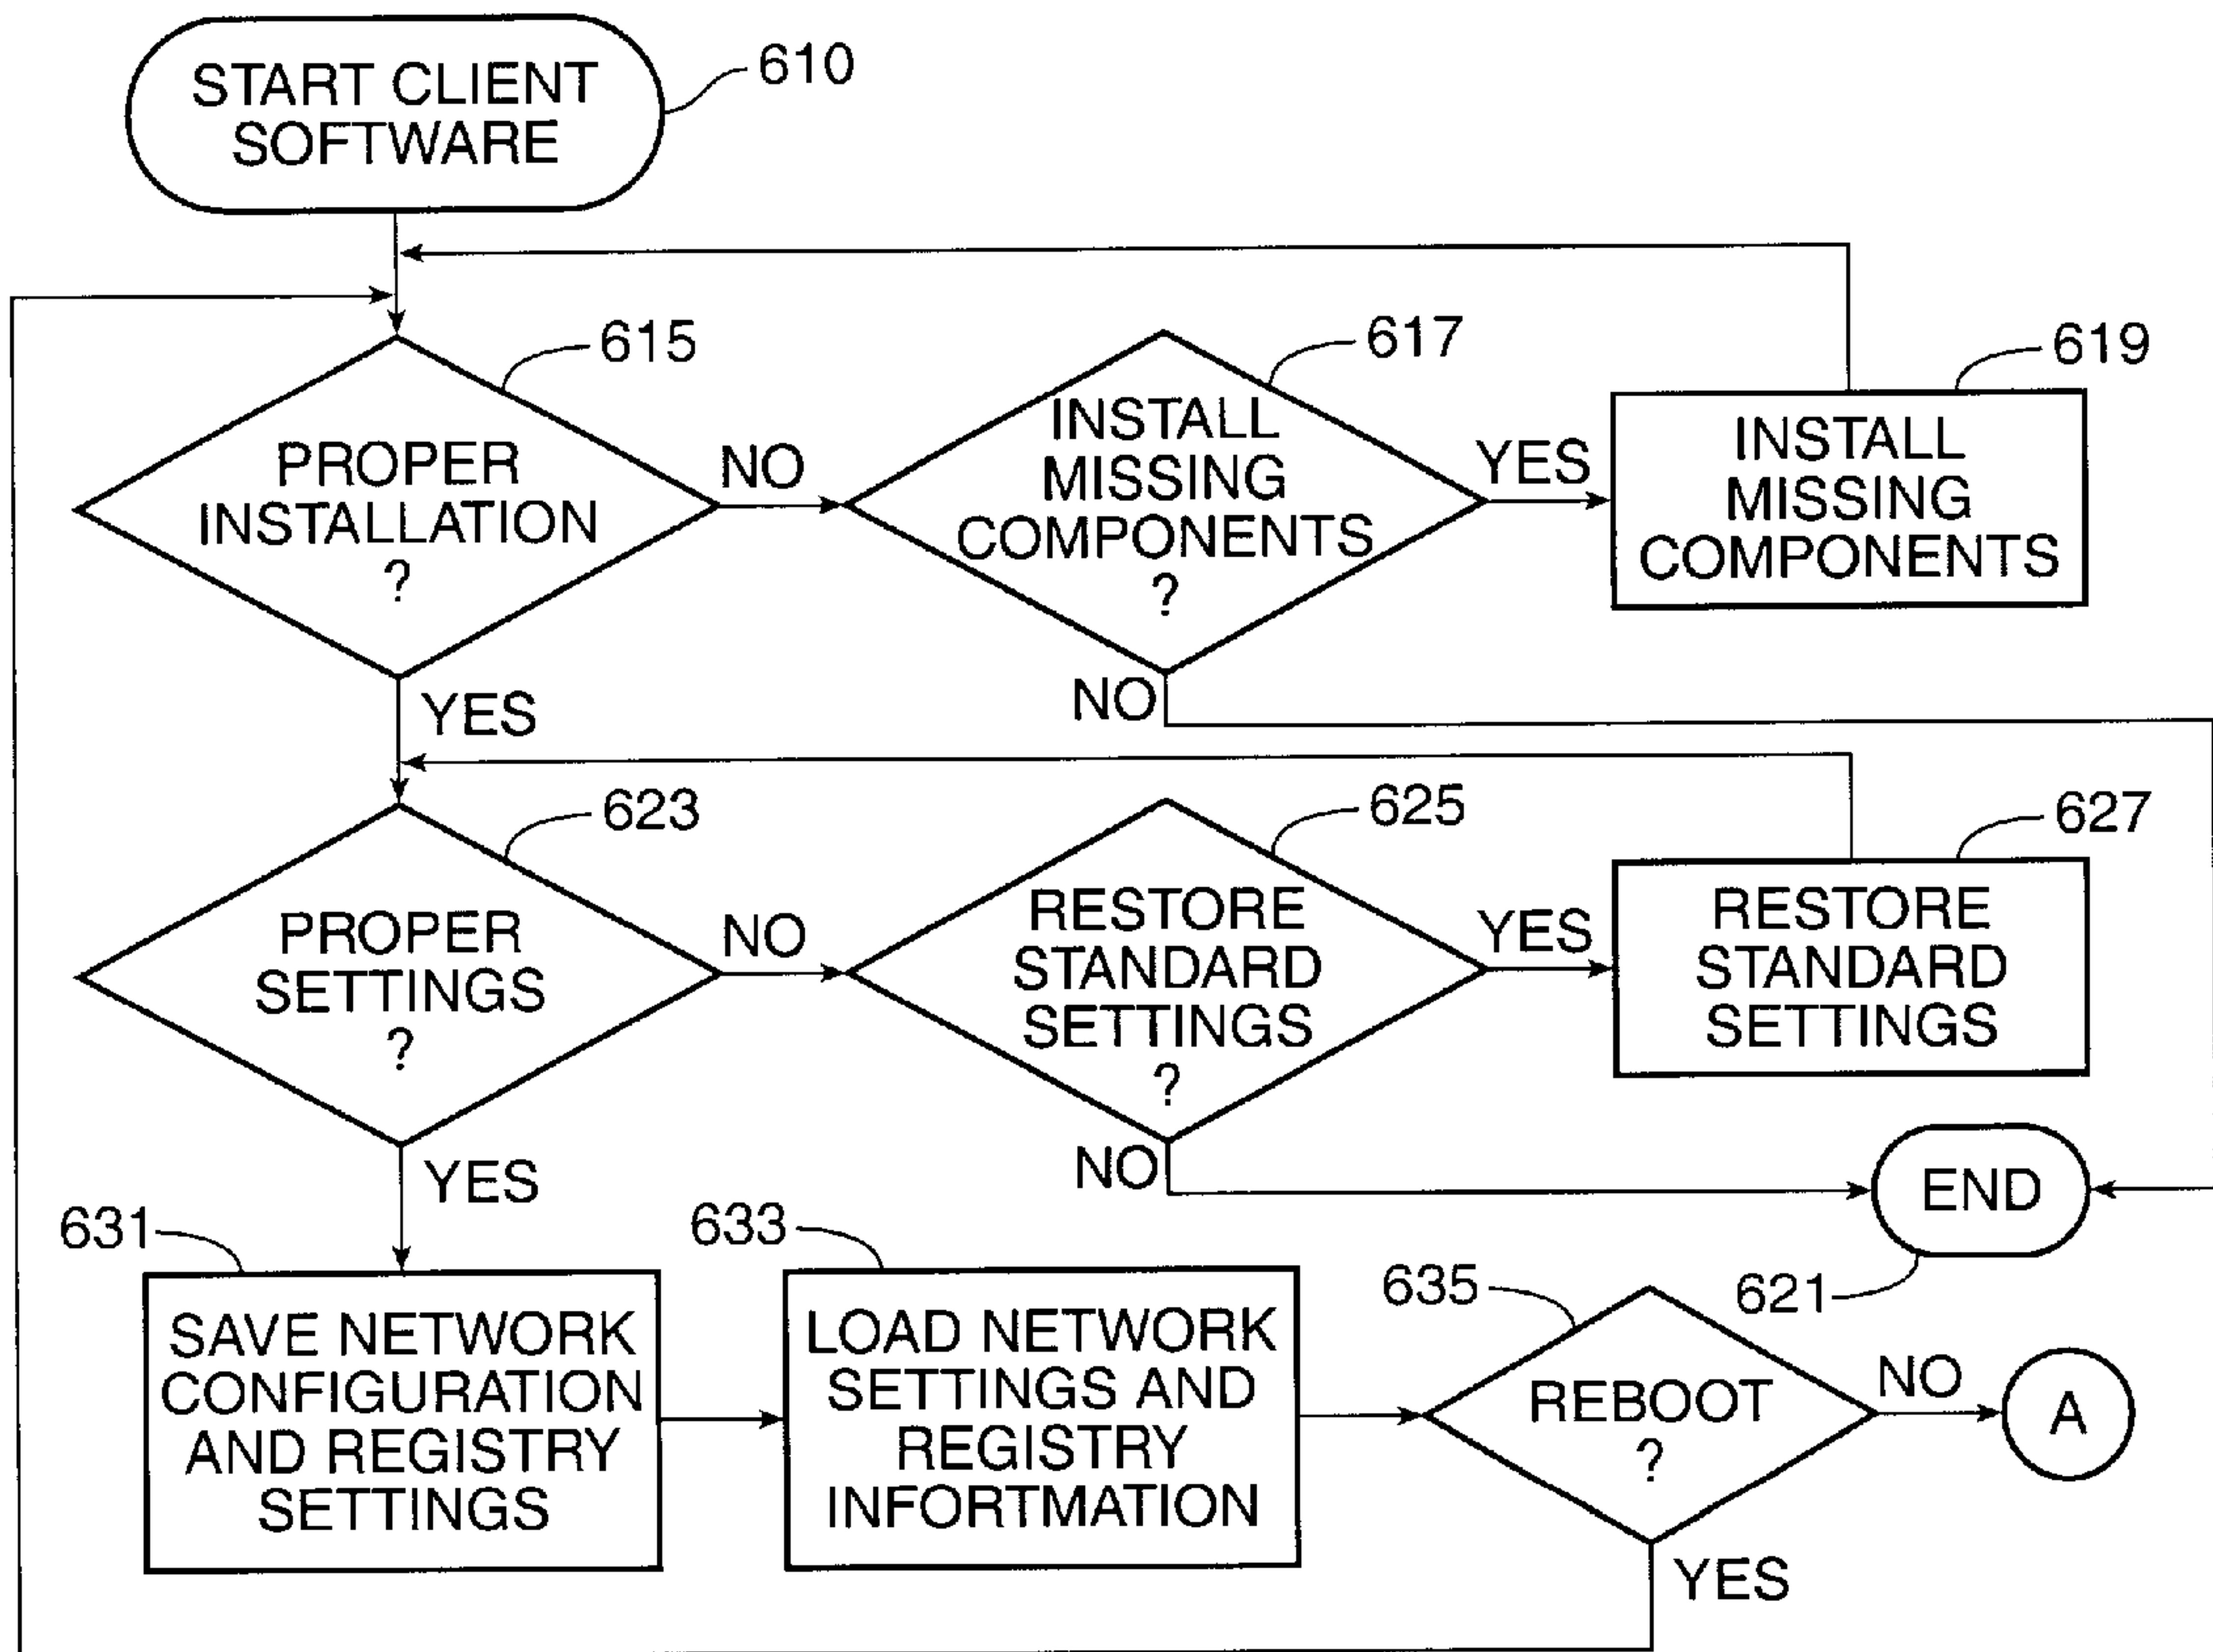 START CLIENT
SOFTWARE
610
615
PROPER
INSTALLATION
?
NO
YES
617
INSTALL
MISSING
COMPONENTS
?
YES
NO
619
INSTALL
MISSING
COMPONENTS
623
PROPER
SETTINGS
?
NO
YES
625
RESTORE
STANDARD
SETTINGS
?
YES
NO
627
RESTORE
STANDARD
SETTINGS
END
621
631
SAVE NETWORK
CONFIGURATION
AND REGISTRY
SETTINGS
633
LOAD NETWORK
SETTINGS AND
REGISTRY
INFORTMATION
635
REBOOT
?
NO
A
YES